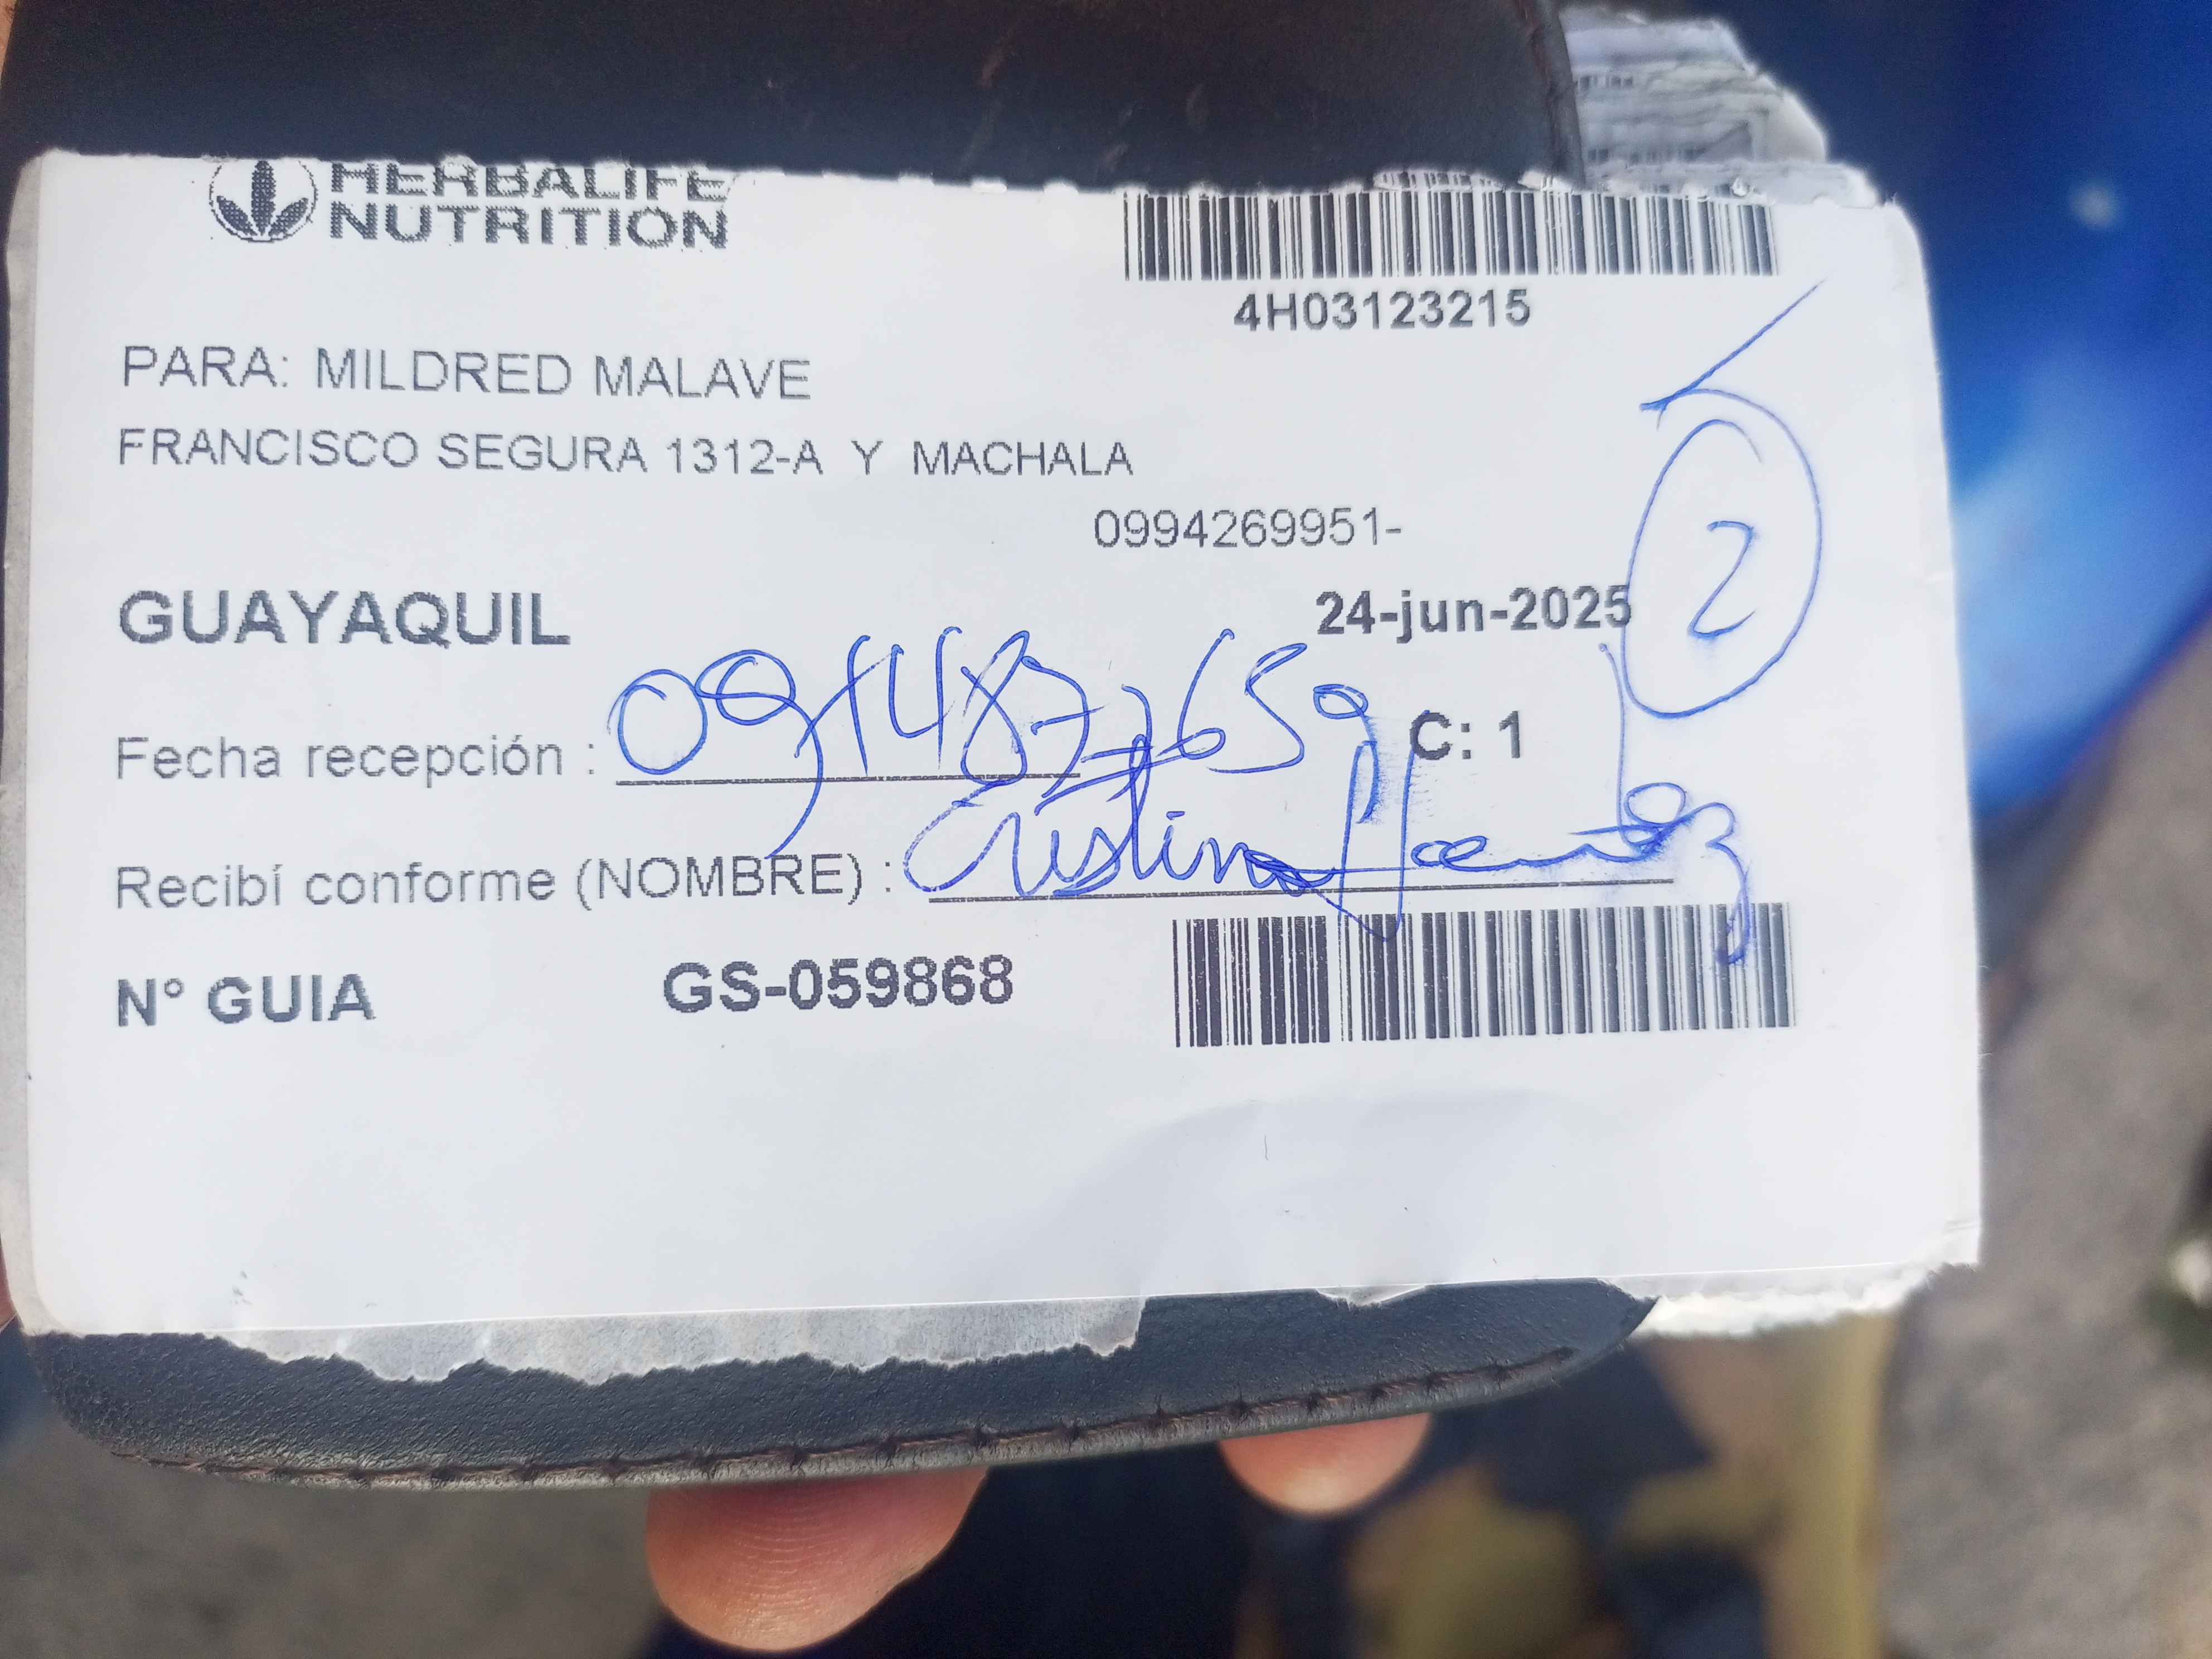 HERBALIFE
NUTRITION
4H03123215
PARA: MILDRED MALAVE
FRANCISCO SEGURA 1312-A Y MACHALA
0994269951-
2
GUAYAQUIL
24-jun-2025
Fecha recepción :
C: 1
Recibí conforme (NOMBRE) : Cristina
N° GUIA GS-059868